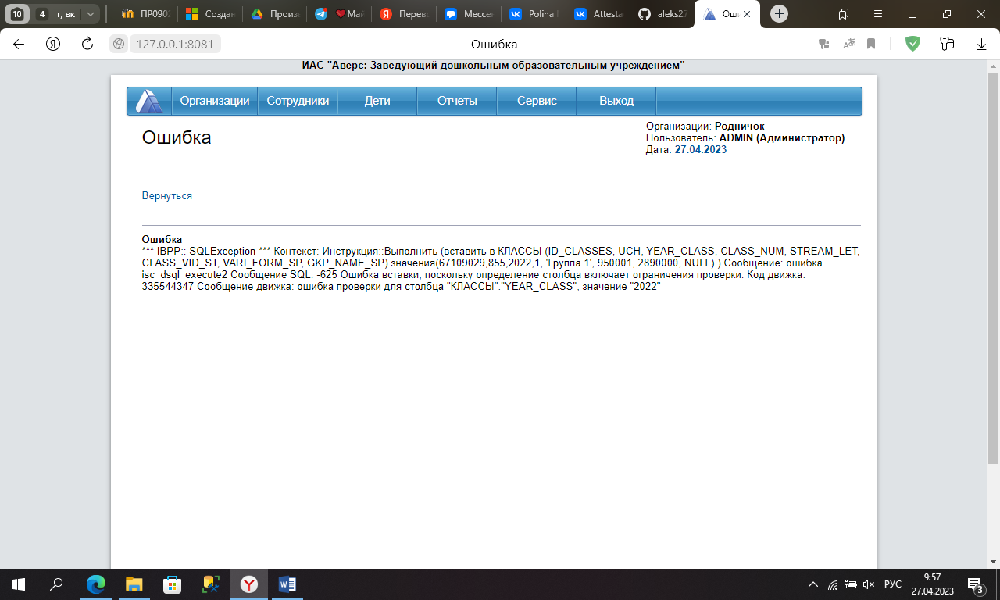 10 4 тг, вк ПР090 Создан Произ Май Перев Мессен Polina Attesta aleks27 Оши
127.0.0.1:8081 Ошибка
ИАС "Аверс: Заведующий дошкольным образовательным учреждением"
Организации Сотрудники Дети Отчеты Сервис Выход
Ошибка
Организации: Родничок
Пользователь: ADMIN (Администратор)
Дата: 27.04.2023
Вернуться
Ошибка
*** IBPP:: SQLException *** Контекст: Инструкция::Выполнить (вставить в КЛАССЫ (ID_CLASSES, UCH, YEAR_CLASS, CLASS_NUM, STREAM_LET,
CLASS_VID_ST, VARI_FORM_SP, GKP_NAME_SP) значения(67109029,855,2022,1, 'Группа 1', 950001, 2890000, NULL) ) Сообщение: ошибка
isc_dsql_execute2 Сообщение SQL: -625 Ошибка вставки, поскольку определение столбца включает ограничения проверки. Код движка:
335544347 Сообщение движка: ошибка проверки для столбца "КЛАССЫ"."YEAR_CLASS", значение "2022"
РУС
9:57
27.04.2023
3